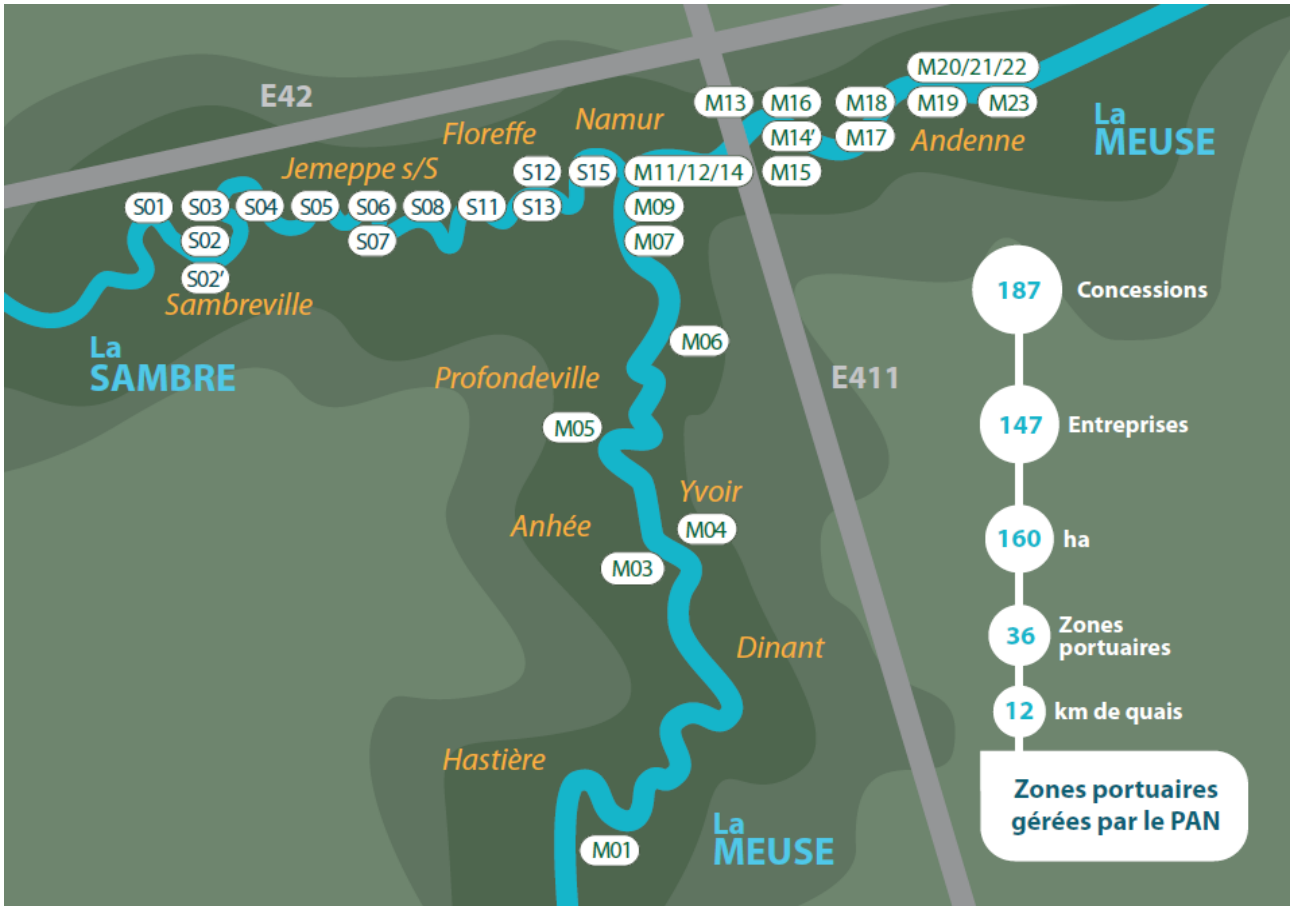 E42
Floreffe
Namur
Jemeppe s/S
M13
M16
M18
M20/21/22
M19
M23
M14’
M17
Andenne
La
MEUSE
S12
S15
M11/12/14
M15
S01
S03
S04
S05
S06
S08
S11
S13
M09
S02
S07
M07
S02’
Sambreville
La
SAMBRE
M06
Profondeville
E411
M05
Yvoir
Anhée
M04
M03
Dinant
Hastière
M01
La
MEUSE
187 Concessions
147 Entreprises
160 ha
36 Zones
portuaires
12 km de quais
Zones portuaires
gérées par le PAN